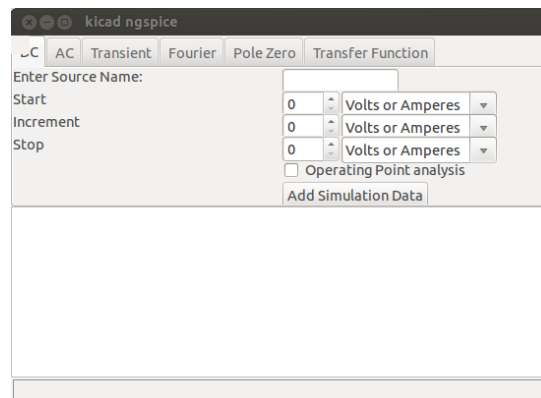 kicad ngspice
DC AC Transient Fourier Pole Zero Transfer Function
Enter Source Name:
Start 0 Volts or Amperes
Increment 0 Volts or Amperes
Stop 0 Volts or Amperes
Operating Point analysis
Add Simulation Data